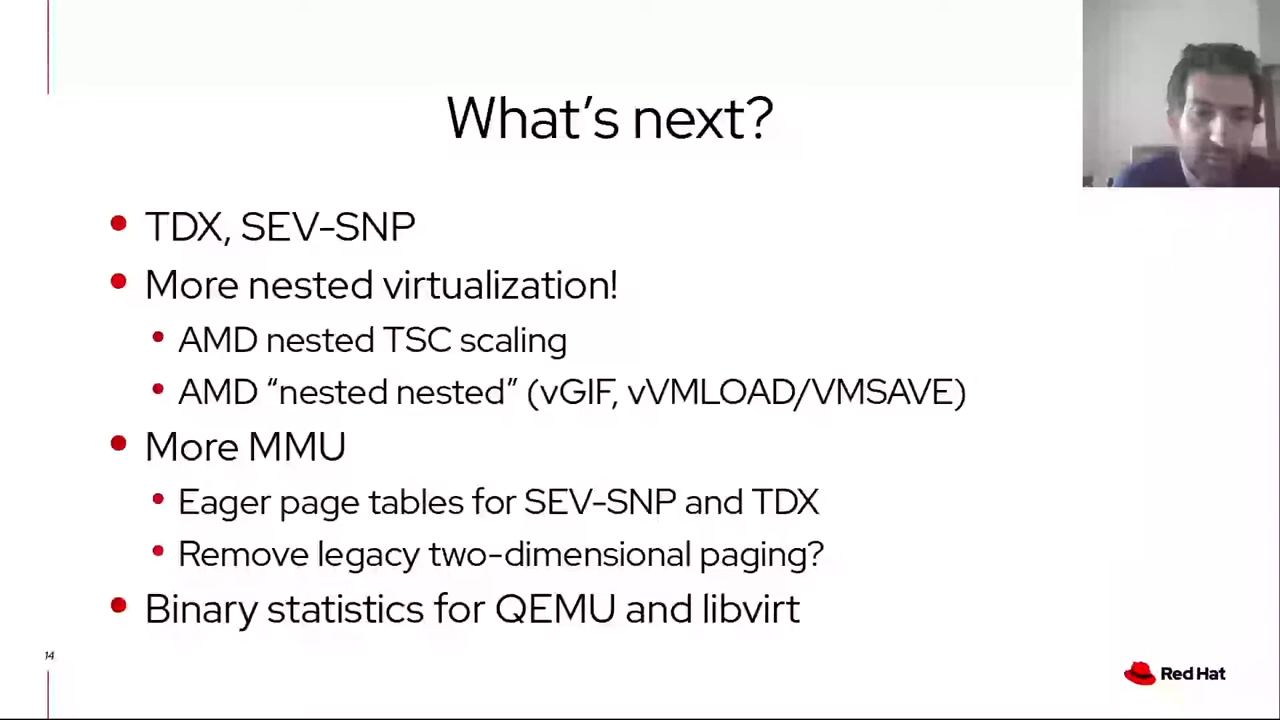 What’s next?
• TDX, SEV-SNP
• More nested virtualization!
• AMD nested TSC scaling
• AMD “nested nested” (vGIF, vVMLOAD/VMSAVE)
• More MMU
• Eager page tables for SEV-SNP and TDX
• Remove legacy two-dimensional paging?
• Binary statistics for QEMU and libvirt
14
Red Hat